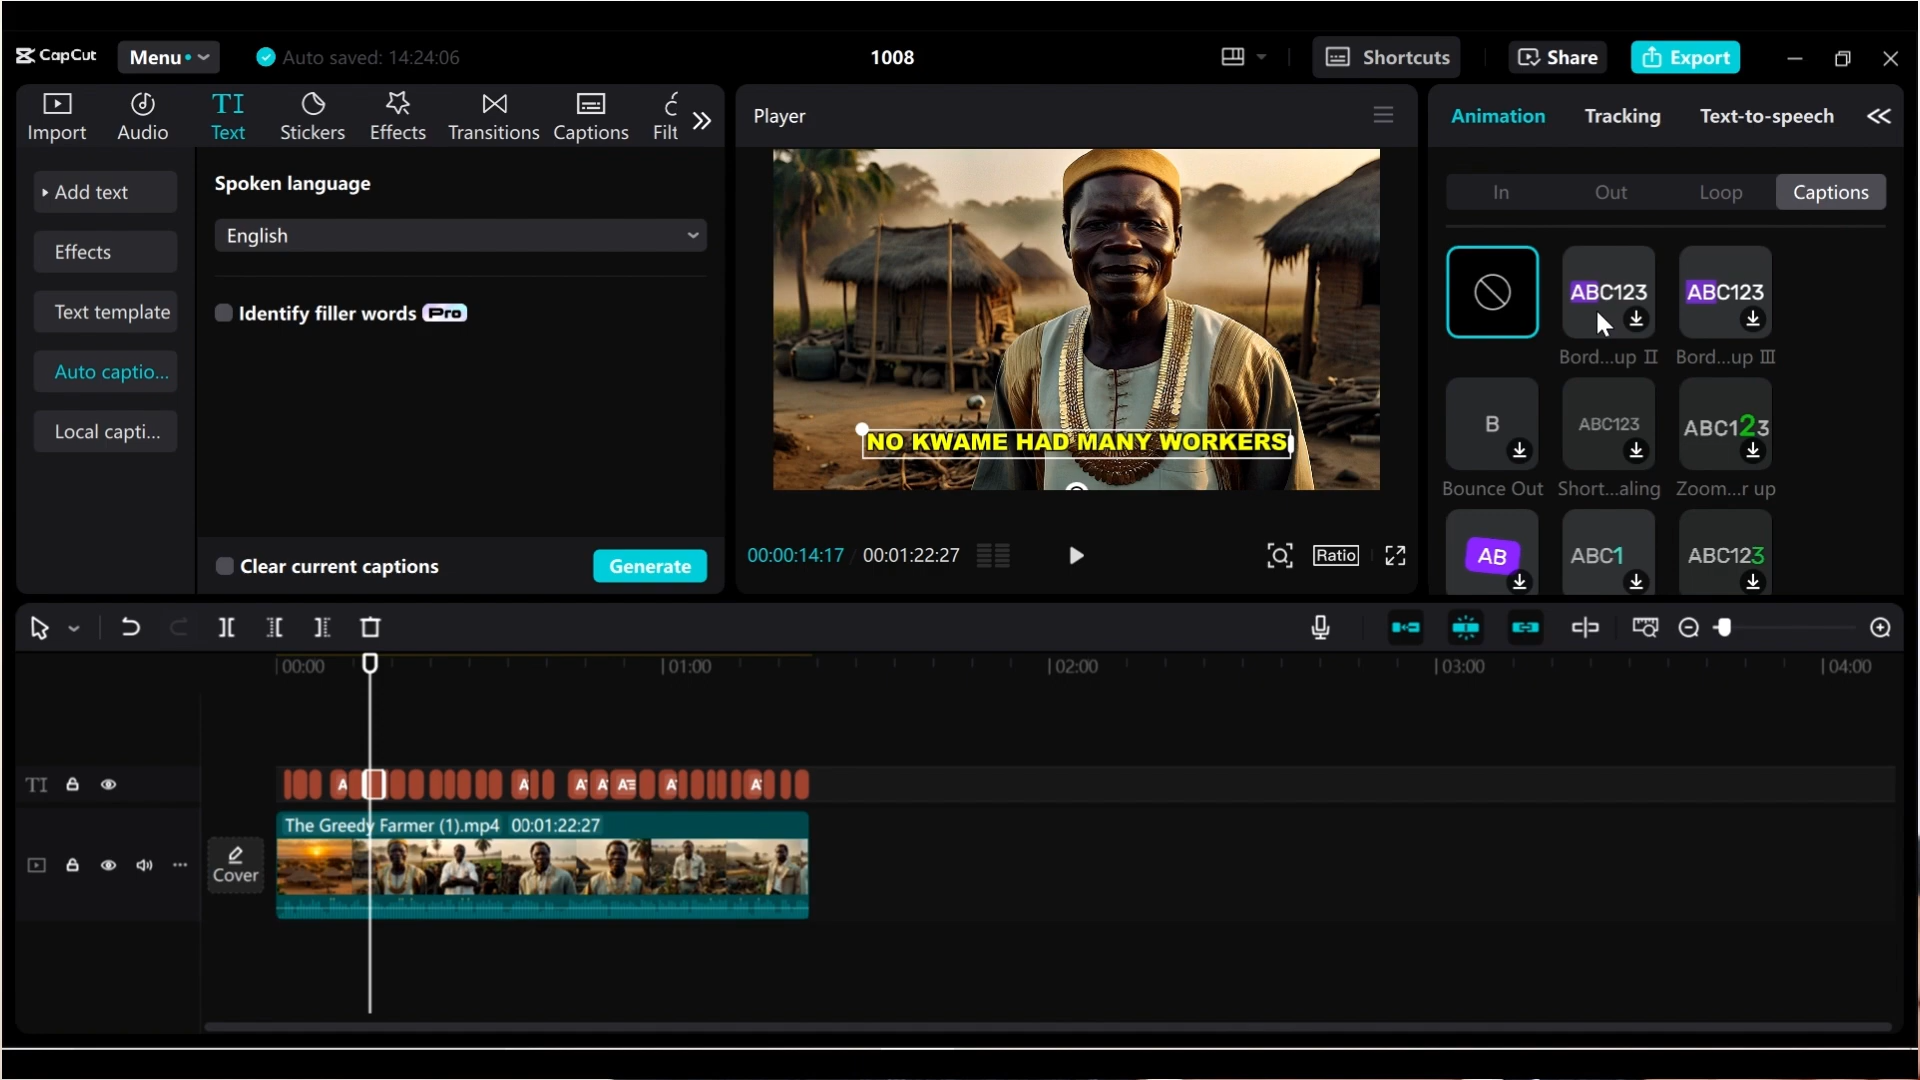 CapCut
Menu
Auto saved: 14:24:06
1008
Shortcuts
Share
Export
Import
Audio
TI
Text
Stickers
Effects
Transitions
Captions
Filt
Add text
Effects
Text template
Auto captio...
Local capti...
Spoken language
English
Identify filler words Pro
Clear current captions
Generate
Player
NO KWAME HAD MANY WORKERS
00:00:14:17
00:01:22:27
Ratio
Animation
Tracking
Text-to-speech
In
Out
Loop
Captions
ABC123
ABC123
Bord...up II
Bord...up III
B
ABC123
ABC123
Bounce Out
Short...aling
Zoom...r up
AB
ABC1
ABC123
00:00
01:00
02:00
03:00
04:00
TI
A
A
A
A
A
A
A
The Greedy Farmer (1).mp4 00:01:22:27
Cover